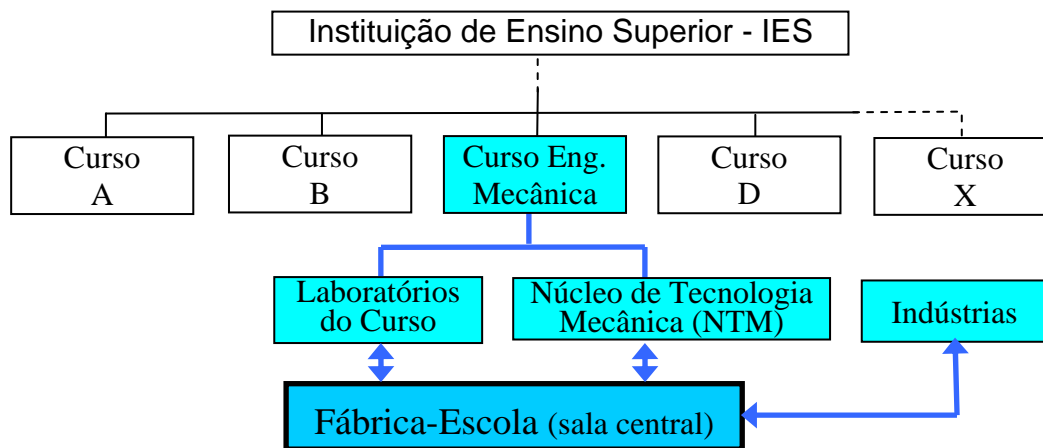 Instituição de Ensino Superior - IES
Curso
A
Curso
B
Curso Eng.
Mecânica
Curso
D
Curso
X
Laboratórios
do Curso
Núcleo de Tecnologia
Mecânica (NTM)
Indústrias
Fábrica-Escola (sala central)